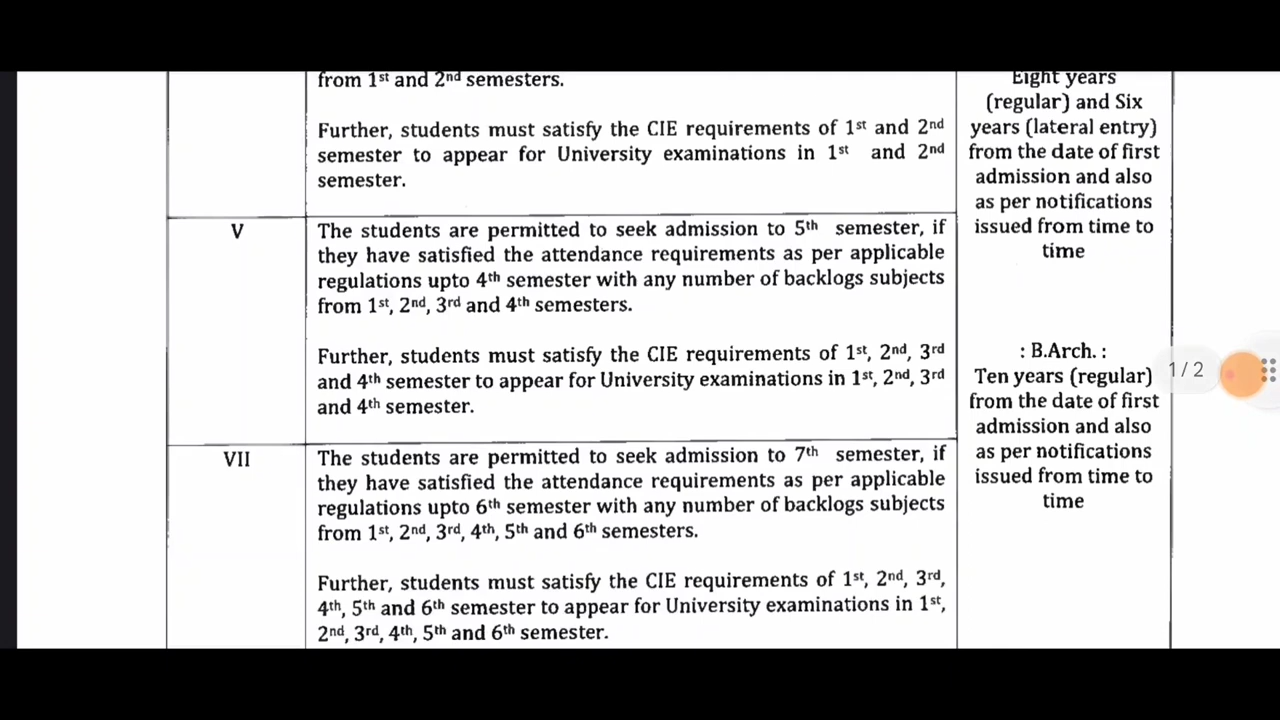 from 1st and 2nd semesters.
Further, students must satisfy the CIE requirements of 1st and 2nd
semester to appear for University examinations in 1st and 2nd
semester.
V
The students are permitted to seek admission to 5th semester, if
they have satisfied the attendance requirements as per applicable
regulations upto 4th semester with any number of backlogs subjects
from 1st, 2nd, 3rd and 4th semesters.
Further, students must satisfy the CIE requirements of 1st, 2nd, 3rd
and 4th semester to appear for University examinations in 1st, 2nd, 3rd
and 4th semester.
VII
The students are permitted to seek admission to 7th semester, if
they have satisfied the attendance requirements as per applicable
regulations upto 6th semester with any number of backlogs subjects
from 1st, 2nd, 3rd, 4th, 5th and 6th semesters.
Further, students must satisfy the CIE requirements of 1st, 2nd, 3rd,
4th, 5th and 6th semester to appear for University examinations in 1st,
2nd, 3rd, 4th, 5th and 6th semester.
Eight years
(regular) and Six
years (lateral entry)
from the date of first
admission and also
as per notifications
issued from time to
time
: B.Arch. :
Ten years (regular)
from the date of first
admission and also
as per notifications
issued from time to
time
1/2